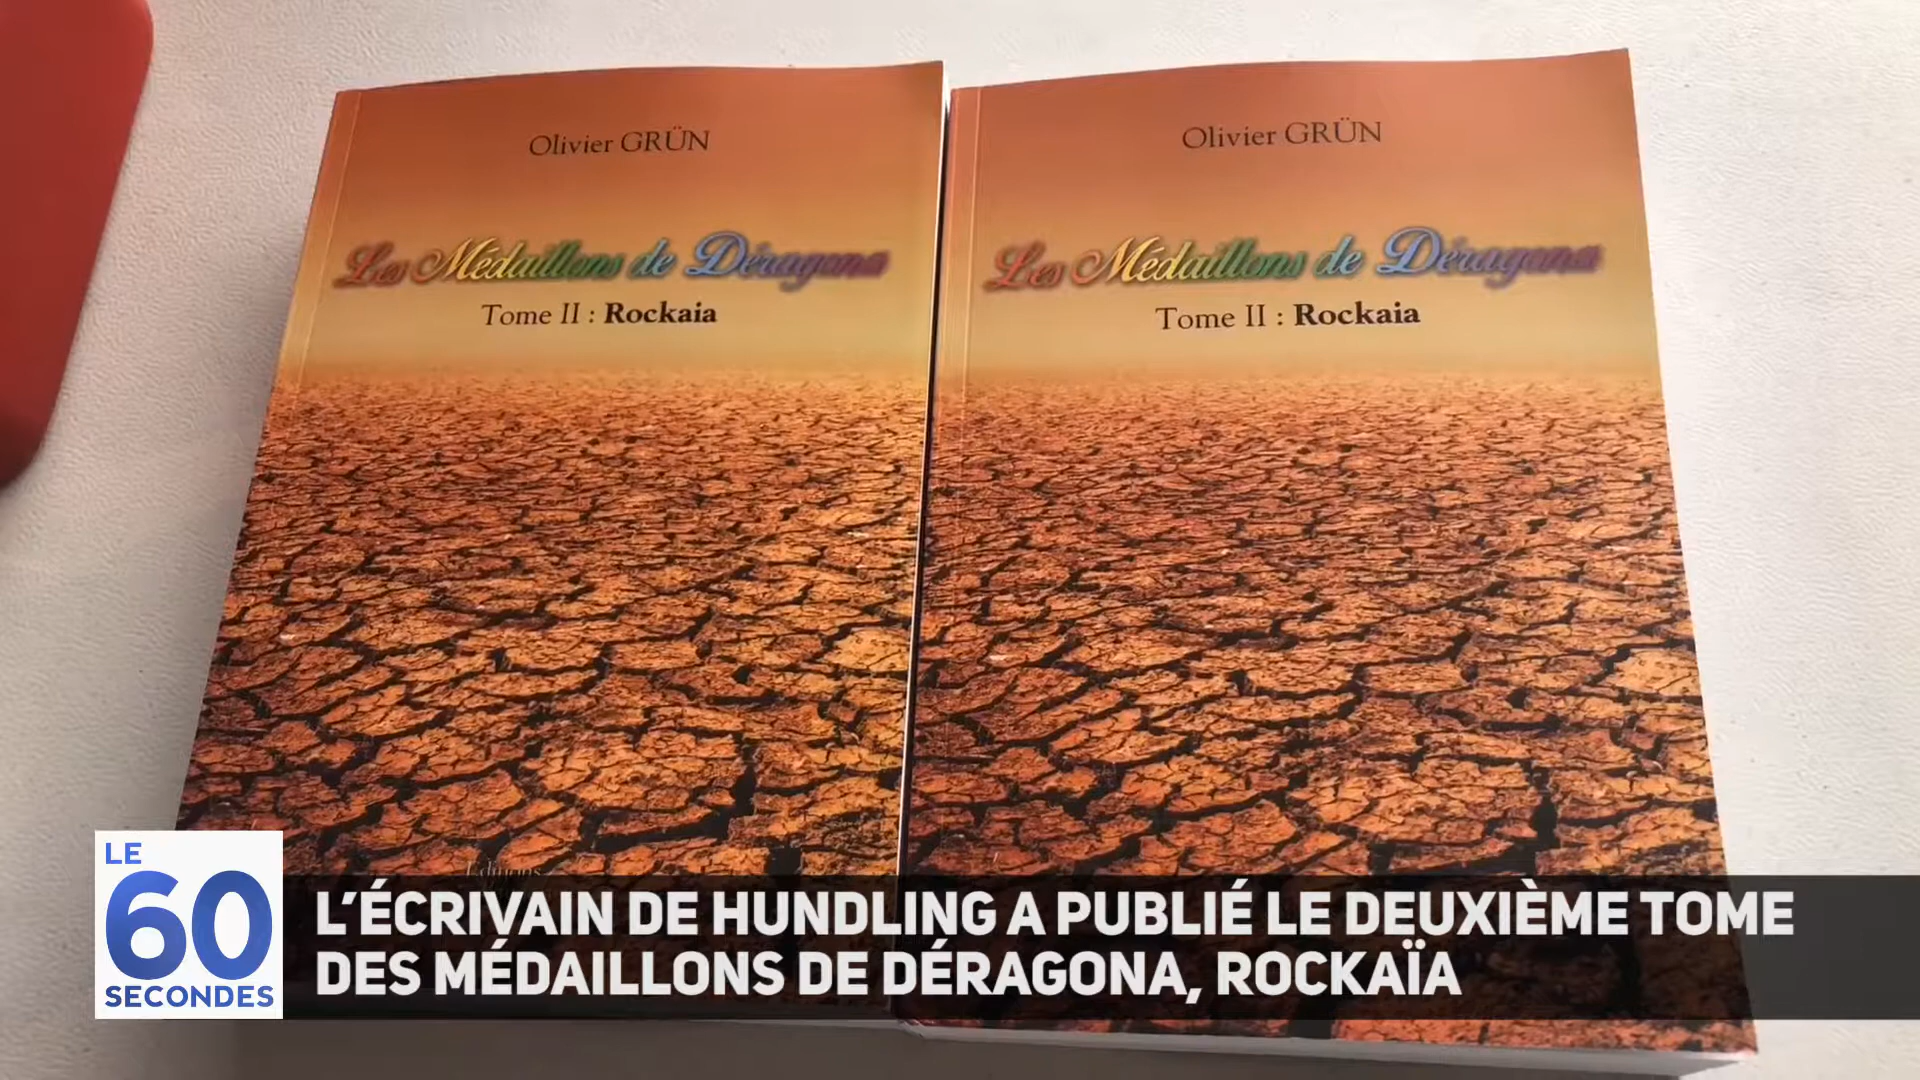 Olivier GRÜN
Les Médaillons de Déragona
Tome II : Rockaia
Olivier GRÜN
Les Médaillons de Déragona
Tome II : Rockaia
Editions
LE
60
SECONDES
L'ÉCRIVAIN DE HUNDLING A PUBLIÉ LE DEUXIÈME TOME
DES MÉDAILLONS DE DÉRAGONA, ROCKAÏA